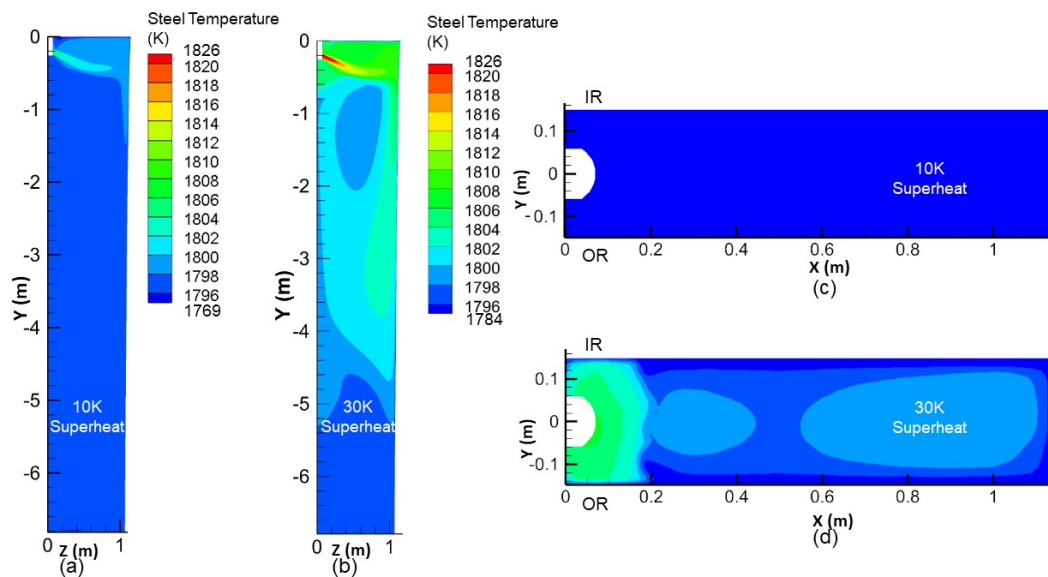 Steel Temperature
(K)
1826
1820
1818
1816
1814
1810
1808
1806
1804
1802
1800
1798
1796
1769
0
-1
-2
-3
-4
-5
-6
Y (m)
10K
Superheat
0
Z (m)
1
(a)
Steel Temperature
(K)
1826
1820
1818
1816
1814
1810
1808
1806
1804
1802
1800
1798
1796
1784
0
-1
-2
-3
-4
-5
-6
Y (m)
30K
Superheat
0
Z (m)
1
(b)
IR
0.1
0
-0.1
Y (m)
10K
Superheat
0
0.2
0.4
0.6
0.8
1
OR
X (m)
(c)
IR
0.1
0
-0.1
Y (m)
30K
Superheat
0
0.2
0.4
0.6
0.8
1
OR
X (m)
(d)